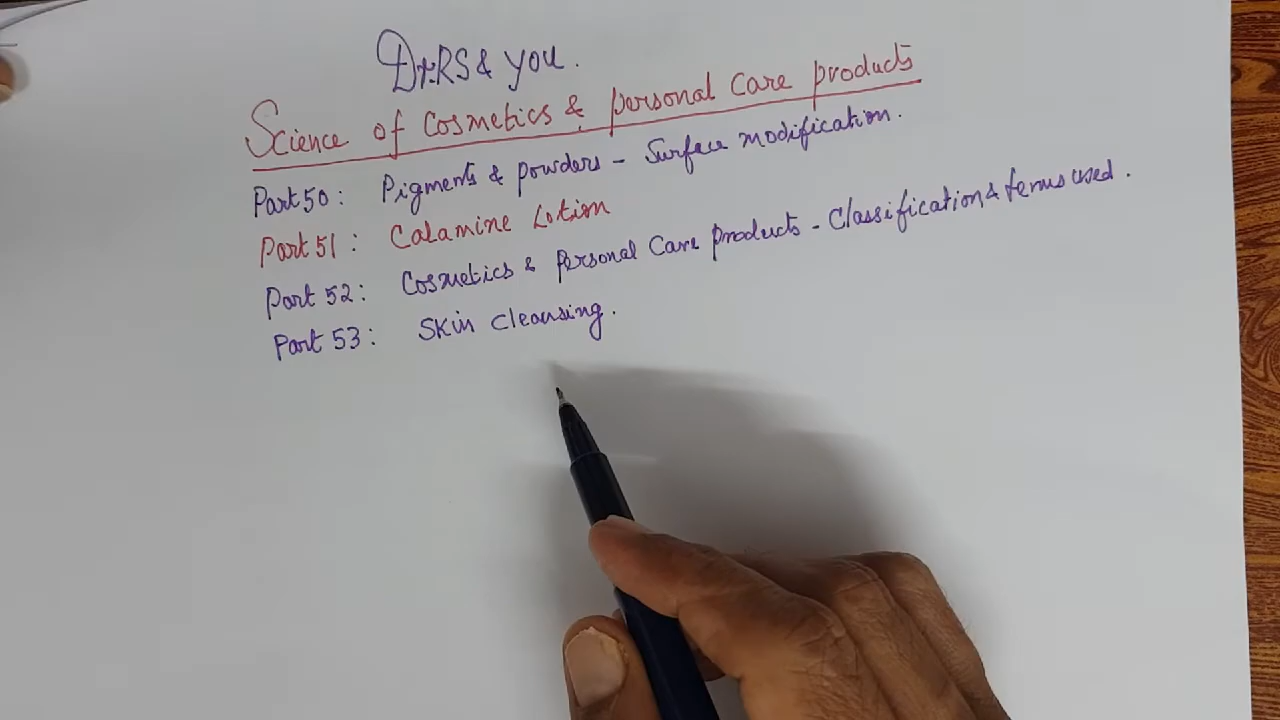 Dr.RS & you.
Science of Cosmetics & personal Care products
Part 50: Pigments & powders - Surface modification.
Part 51: Calamine Lotion
Part 52: Cosmetics & personal Care products - Classification & terms used.
Part 53: Skin cleansing.